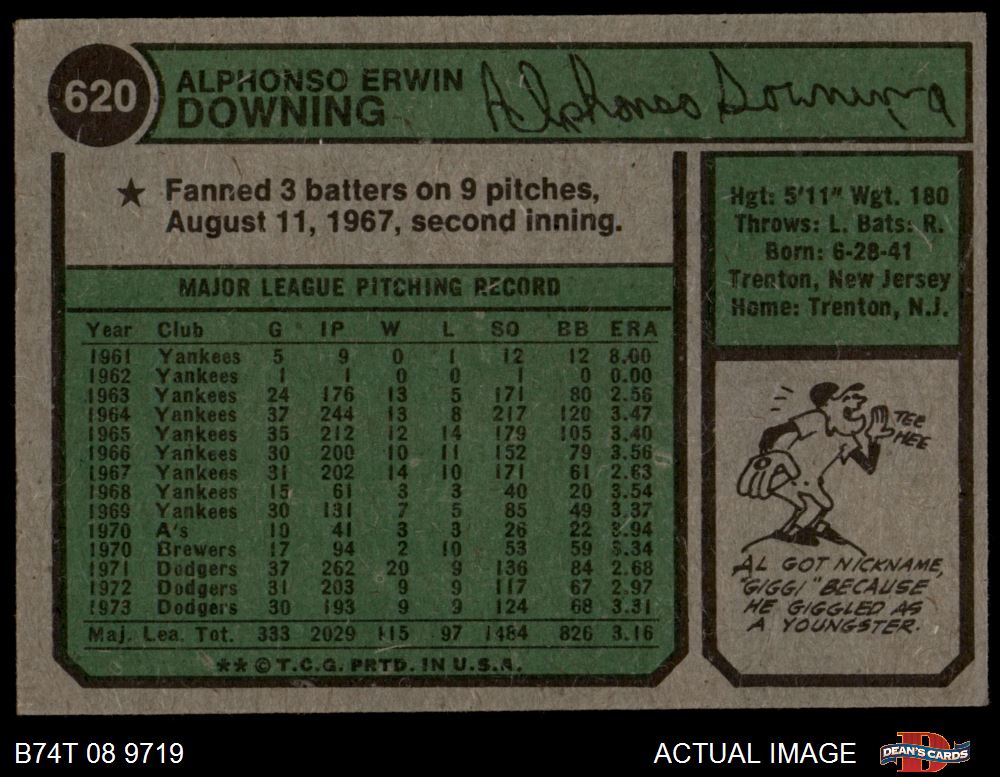 620
ALPHONSO ERWIN
DOWNING
Alphonso Downing
★ Fanned 3 batters on 9 pitches,
August 11, 1967, second inning.
MAJOR LEAGUE PITCHING RECORD
Year Club G IP W L SO BB ERA
1961 Yankees 5 9 0 1 12 12 8.00
1962 Yankees 1 1 0 0 1 0 0.00
1963 Yankees 24 176 13 5 171 80 2.56
1964 Yankees 37 244 13 8 217 120 3.47
1965 Yankees 35 212 12 14 179 105 3.40
1966 Yankees 30 200 10 11 152 79 3.56
1967 Yankees 31 202 14 10 171 61 2.63
1968 Yankees 15 61 3 3 40 20 3.54
1969 Yankees 30 131 7 5 85 49 3.37
1970 A's 10 41 3 3 26 22 3.94
1970 Brewers 17 94 2 10 53 59 3.34
1971 Dodgers 37 262 20 9 136 84 2.68
1972 Dodgers 31 203 9 9 117 67 2.97
1973 Dodgers 30 193 9 9 124 68 3.31
Maj. Lea. Tot. 333 2029 115 97 1484 826 3.16
** © T.C.G. PRTD. IN U.S.A.
Hgt: 5'11" Wgt. 180
Throws: L. Bats: R.
Born: 6-28-41
Trenton, New Jersey
Home: Trenton, N.J.
TEE
HEE
AL GOT NICKNAME,
"GIGGI" BECAUSE
HE GIGGLED AS
A YOUNGSTER.
B74T 08 9719
ACTUAL IMAGE
DEAN'S CARDS